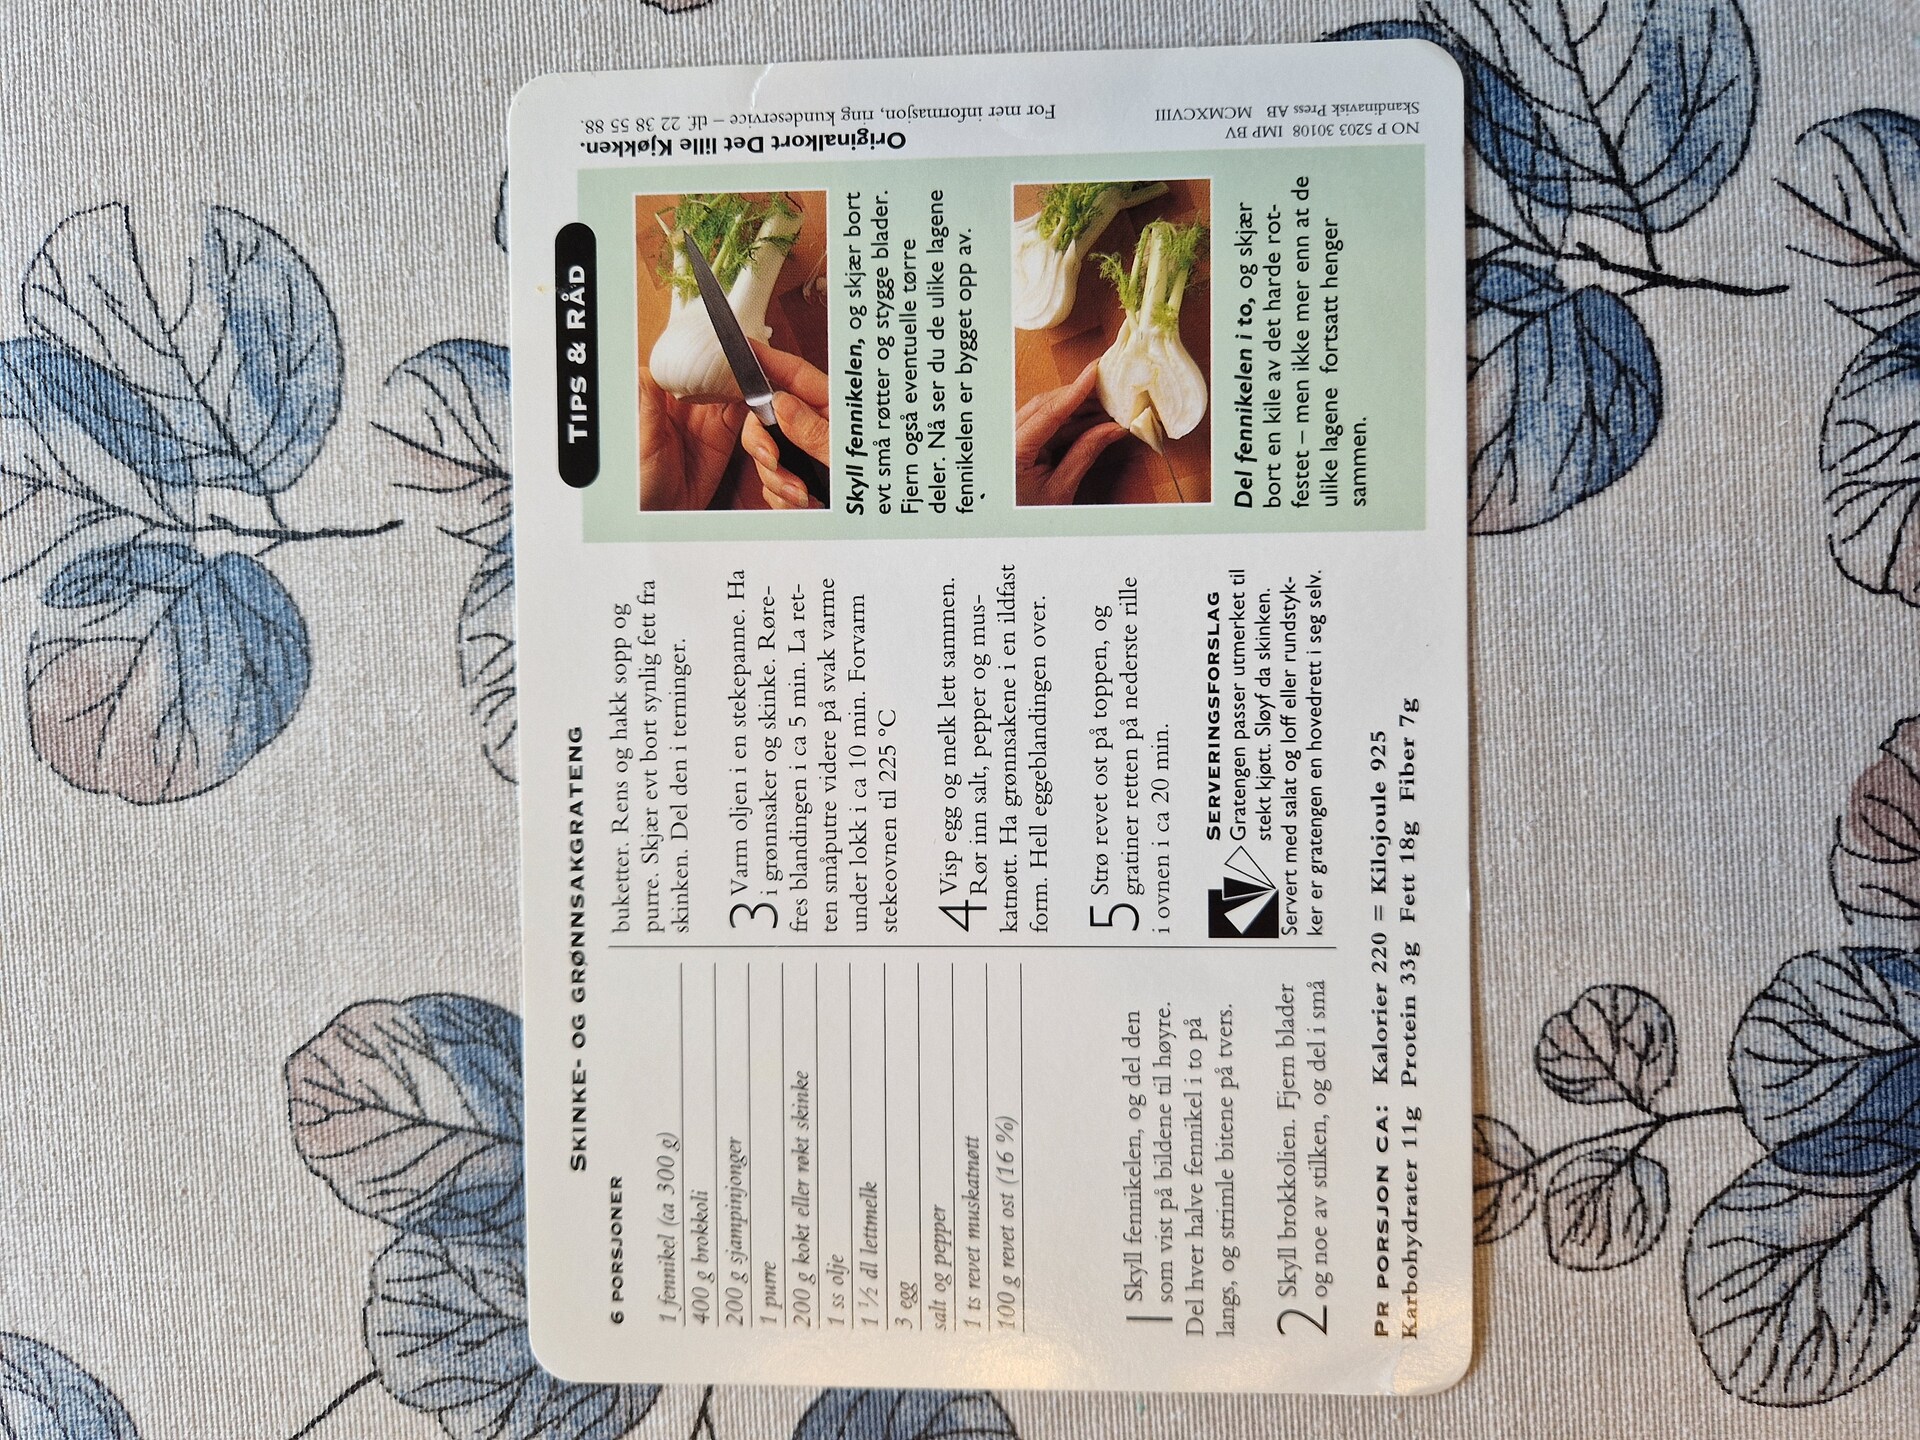 SKINKE- OG GRØNNSAKGRATENG
6 PORSJONER
1 fennikel (ca 300 g)
400 g brokkoli
200 g sjampinjonger
1 purre
200 g kokt eller røkt skinke
1 ss olje
1 ½ dl lettmelk
3 egg
salt og pepper
1 ts revet muskatnøtt
100 g revet ost (16 %)
1 Skyll fennikelen, og del den
som vist på bildene til høyre.
Del hver halve fennikel i to på
langs, og strimle bitene på tvers.
2 Skyll brokkolien. Fjern blader
og noe av stilken, og del i små
buketter. Rens og hakk sopp og
purre. Skjær evt bort synlig fett fra
skinken. Del den i terninger.
3 Varm oljen i en stekepanne. Ha
i grønnsaker og skinke. Røre-
fres blandingen i ca 5 min. La ret-
ten småputre videre på svak varme
under lokk i ca 10 min. Forvarm
stekeovnen til 225 °C
4 Visp egg og melk lett sammen.
Rør inn salt, pepper og mus-
katnøtt. Ha grønnsakene i en ildfast
form. Hell eggeblandingen over.
5 Strø revet ost på toppen, og
gratiner retten på nederste rille
i ovnen i ca 20 min.
SERVERINGSFORSLAG
Gratengen passer utmerket til
stekt kjøtt. Sløyf da skinken.
Servert med salat og loff eller rundstyk-
ker er gratengen en hovedrett i seg selv.
PR PORSJON CA: Kalorier 220 = Kilojoule 925
Karbohydrater 11g Protein 33g Fett 18g Fiber 7g
TIPS & RÅD
Skyll fennikelen, og skjær bort
evt små røtter og stygge blader.
Fjern også eventuelle tørre
deler. Nå ser du de ulike lagene
fennikelen er bygget opp av.
Del fennikelen i to, og skjær
bort en kile av det harde rot-
festet – men ikke mer enn at de
ulike lagene fortsatt henger
sammen.
Originalkort Det lille Kjøkken.
For mer informasjon, ring kundeservice – tlf. 22 38 55 88.
NO P 5203 30108 IMP BV
Skandinavisk Press AB MCMXCVIII